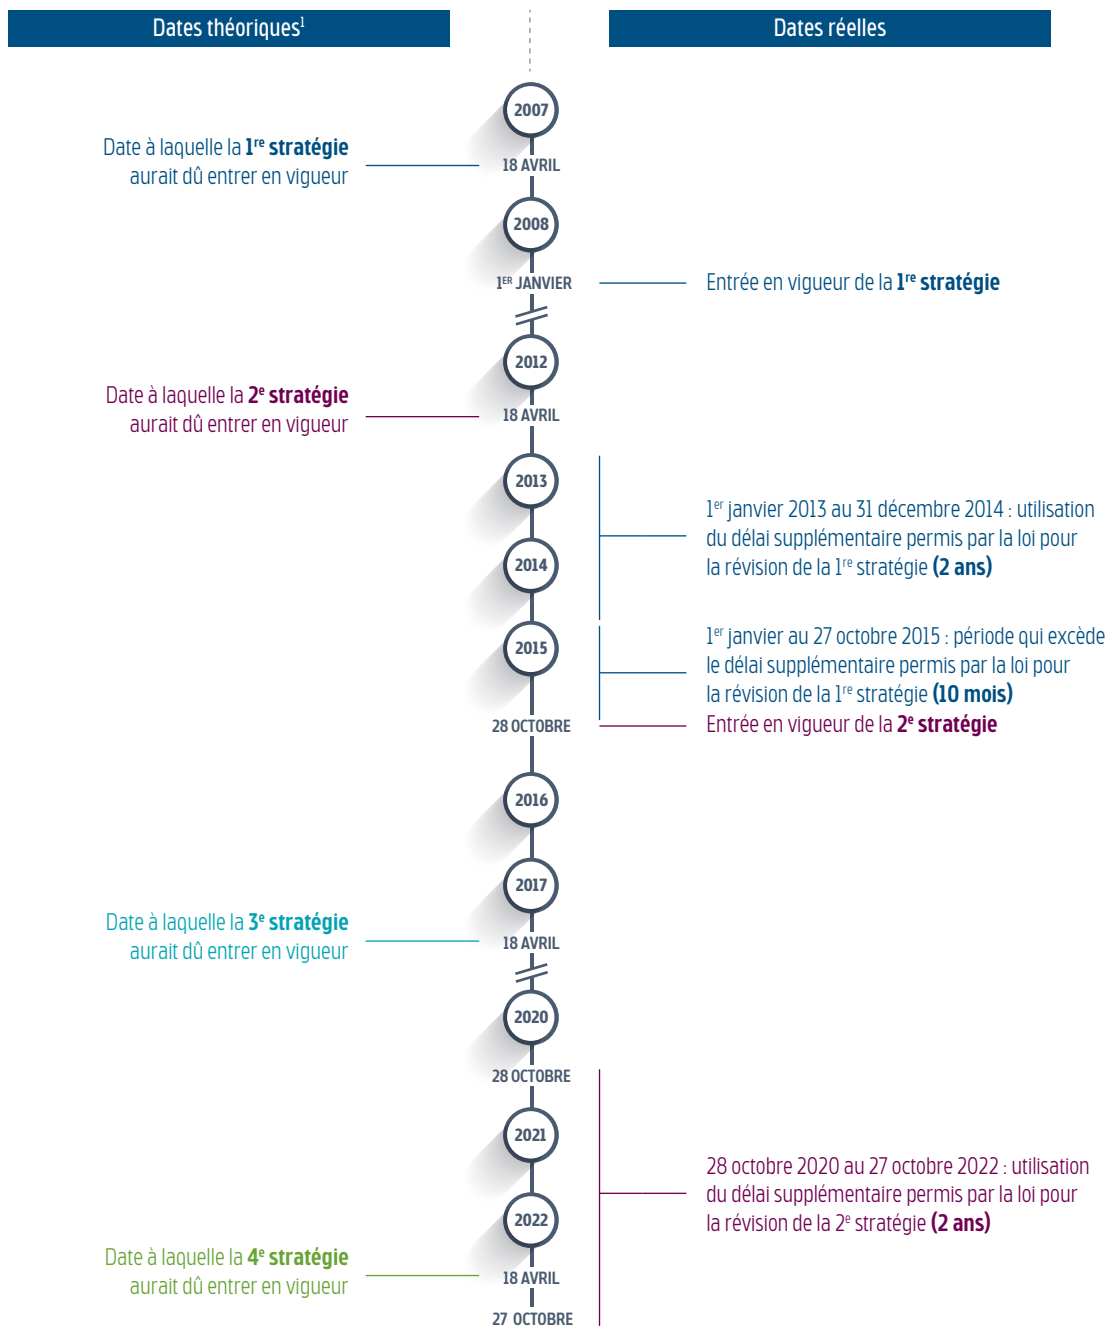 Dates théoriques¹
Dates réelles
2007
Date à laquelle la 1re stratégie
aurait dû entrer en vigueur
18 AVRIL
2008
1ER JANVIER
Entrée en vigueur de la 1re stratégie
2012
Date à laquelle la 2e stratégie
aurait dû entrer en vigueur
18 AVRIL
2013
1er janvier 2013 au 31 décembre 2014 : utilisation
du délai supplémentaire permis par la loi pour
la révision de la 1re stratégie (2 ans)
2014
2015
1er janvier au 27 octobre 2015 : période qui excède
le délai supplémentaire permis par la loi pour
la révision de la 1re stratégie (10 mois)
28 OCTOBRE
Entrée en vigueur de la 2e stratégie
2016
2017
Date à laquelle la 3e stratégie
aurait dû entrer en vigueur
18 AVRIL
2020
28 OCTOBRE
2021
28 octobre 2020 au 27 octobre 2022 : utilisation
du délai supplémentaire permis par la loi pour
la révision de la 2e stratégie (2 ans)
2022
Date à laquelle la 4e stratégie
aurait dû entrer en vigueur
18 AVRIL
27 OCTOBRE